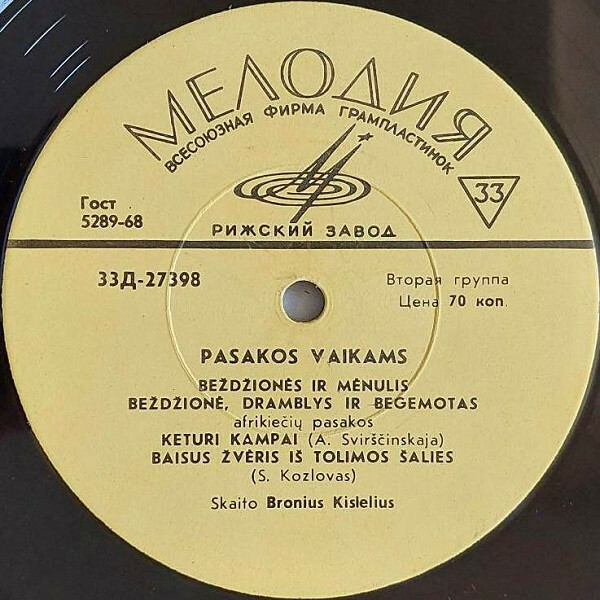 МЕЛОДИЯ
ВСЕСОЮЗНАЯ ФИРМА ГРАМПЛАСТИНОК
33
Гост
5289-68
РИЖСКИЙ ЗАВОД
33Д-27398
Вторая группа
Цена 70 коп.
PASAKOS VAIKAMS
BEŽDŽIONĖS IR MĖNULIS
BEŽDŽIONĖ, DRAMBLYS IR BEGEMOTAS
afrikiečių pasakos
KETURI KAMPAI (A. Svirščinskaja)
BAISUS ŽVĖRIS IŠ TOLIMOS ŠALIES
(S. Kozlovas)
Skaito Bronius Kisielius